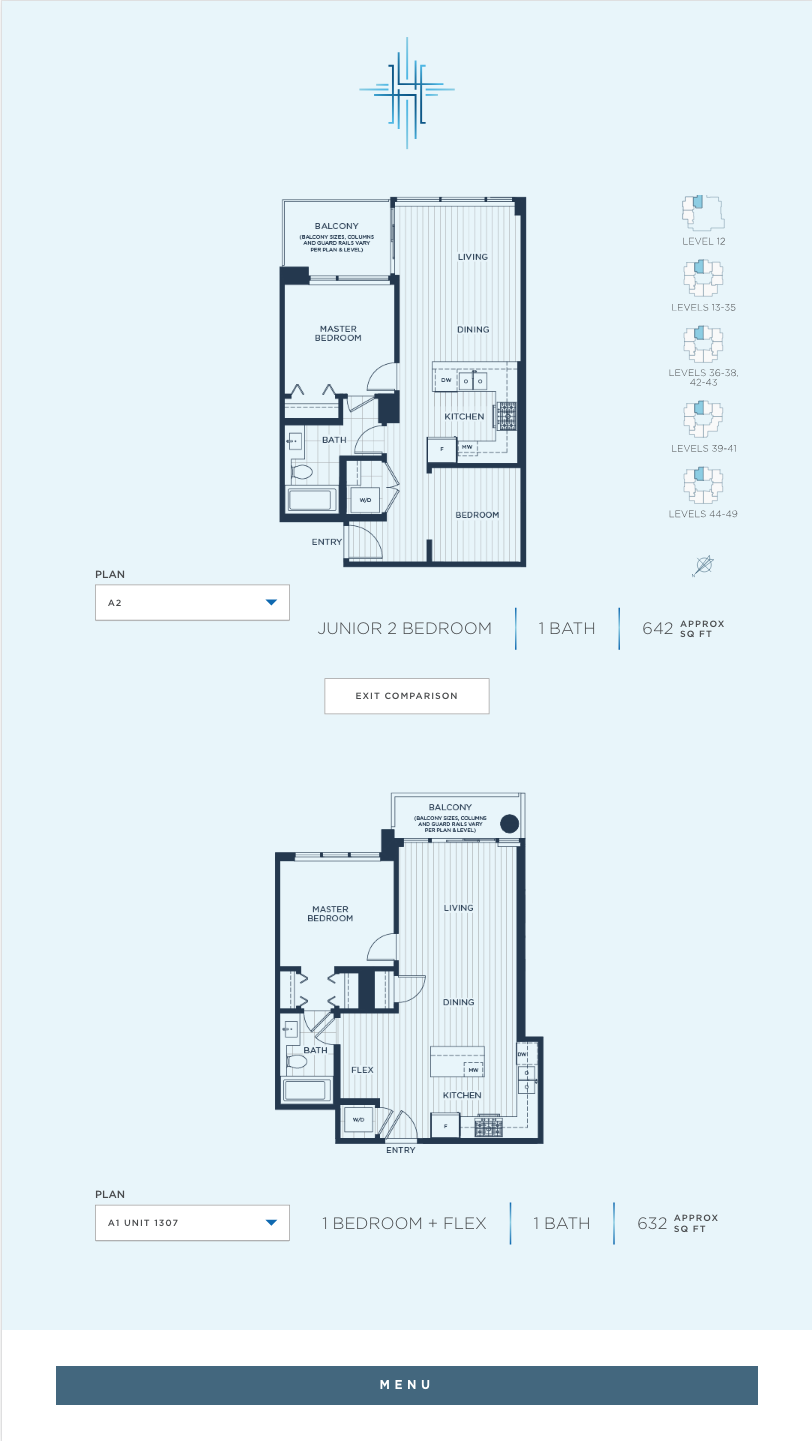 BALCONY
(BALCONY SIZES, COLUMNS
AND GUARD RAILS VARY
PER PLAN & LEVEL)
LIVING
MASTER
BEDROOM
DINING
DW
KITCHEN
BATH
F
MW
W/D
BEDROOM
ENTRY
LEVEL 12
LEVELS 13-35
LEVELS 36-38,
42-43
LEVELS 39-41
LEVELS 44-49
N
PLAN
A2
JUNIOR 2 BEDROOM
1 BATH
642 APPROX
SQ FT
EXIT COMPARISON
BALCONY
(BALCONY SIZES, COLUMNS
AND GUARD RAILS VARY
PER PLAN & LEVEL)
LIVING
MASTER
BEDROOM
DINING
BATH
DW
FLEX
MW
KITCHEN
W/D
F
ENTRY
PLAN
A1 UNIT 1307
1 BEDROOM + FLEX
1 BATH
632 APPROX
SQ FT
MENU